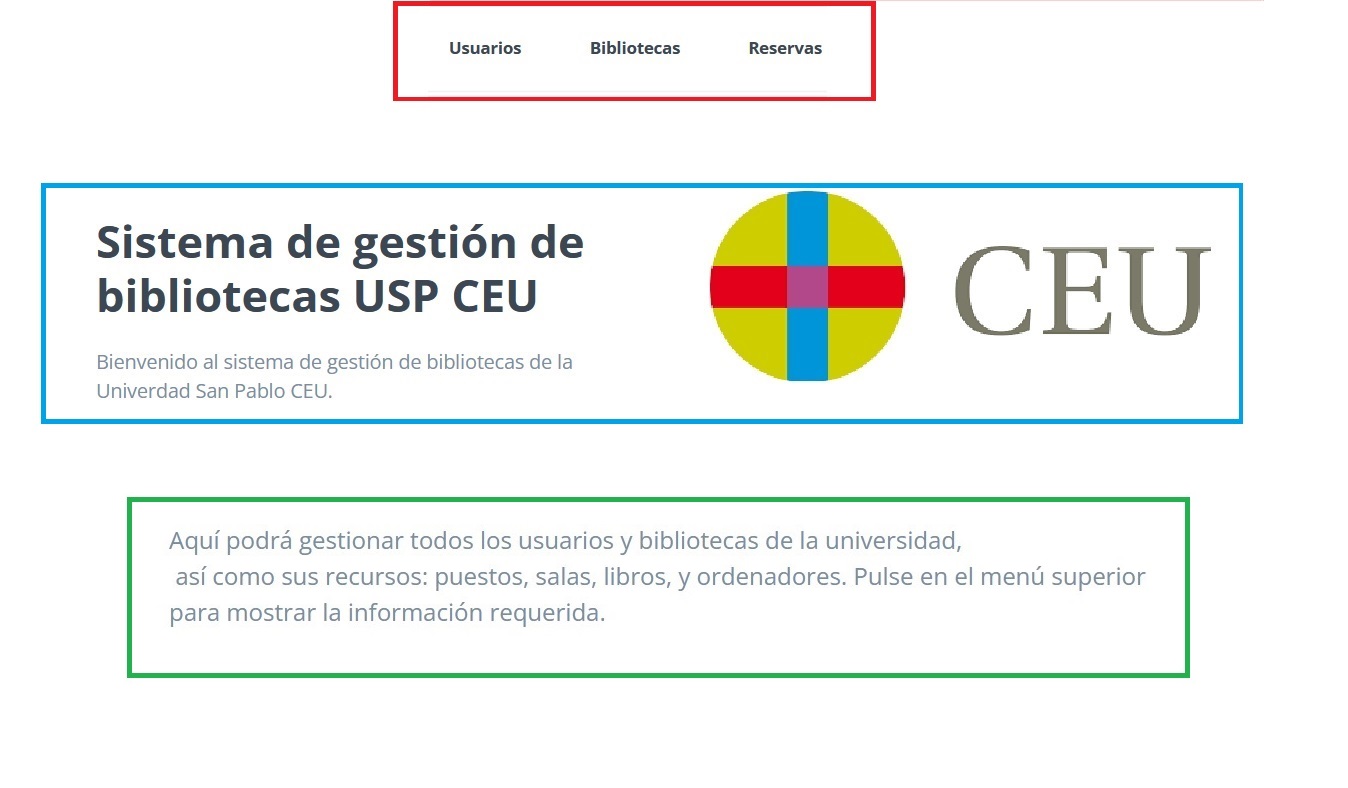 Usuarios Bibliotecas Reservas
Sistema de gestión de
bibliotecas USP CEU
CEU
Bienvenido al sistema de gestión de bibliotecas de la
Univerdad San Pablo CEU.
Aquí podrá gestionar todos los usuarios y bibliotecas de la universidad,
así como sus recursos: puestos, salas, libros, y ordenadores. Pulse en el menú superior
para mostrar la información requerida.